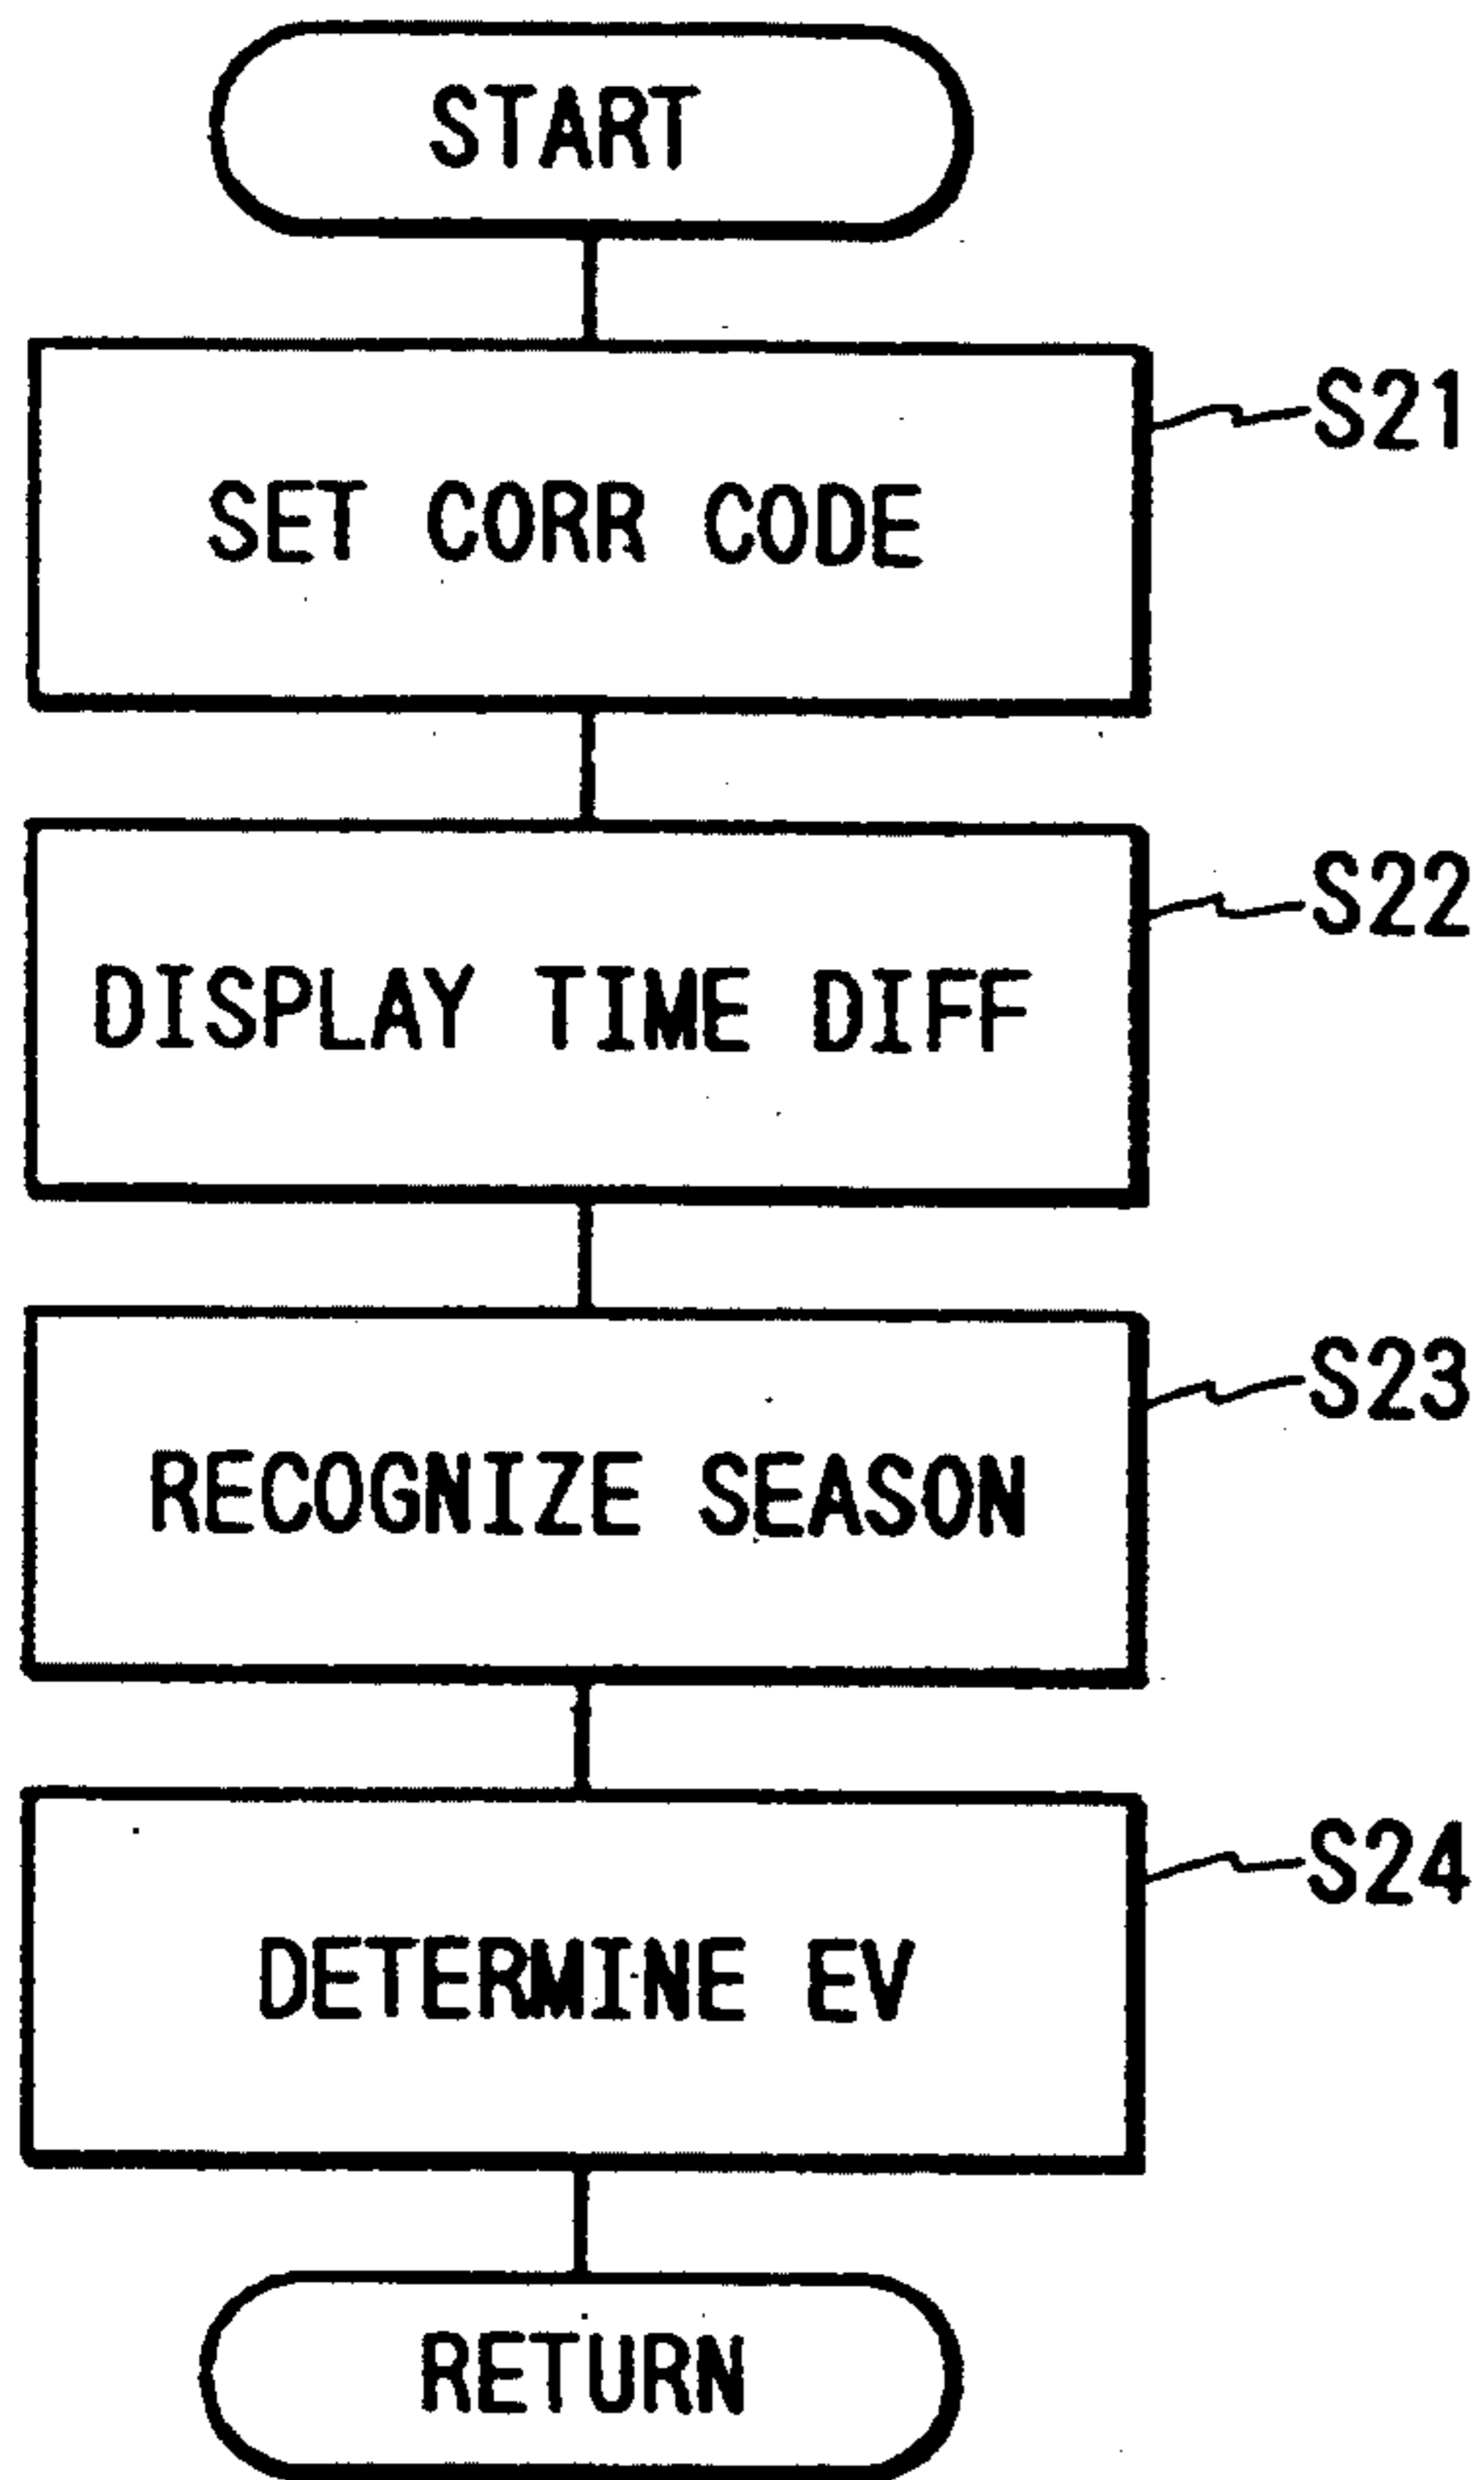 START
S21
SET CORR CODE
S22
DISPLAY TIME DIFF
S23
RECOGNIZE SEASON
S24
DETERMINE EV
RETURN